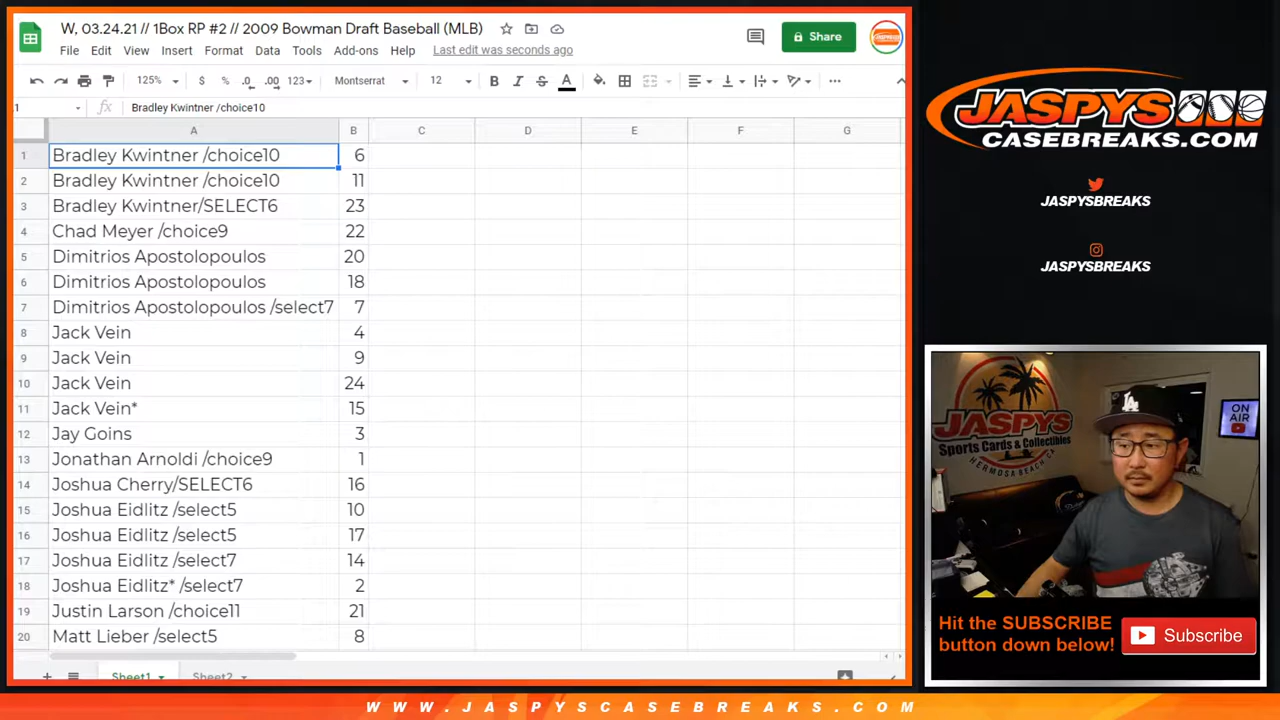 W, 03.24.21 // 1Box RP #2 // 2009 Bowman Draft Baseball (MLB)
File Edit View Insert Format Data Tools Add-ons Help Last edit was seconds ago
Share
125% $ % .0 .00 123 Montserrat 12 B I S A
1 fx Bradley Kwintner /choice10
A B C D E F G
1 Bradley Kwintner /choice10 6
2 Bradley Kwintner /choice10 11
3 Bradley Kwintner/SELECT6 23
4 Chad Meyer /choice9 22
5 Dimitrios Apostolopoulos 20
6 Dimitrios Apostolopoulos 18
7 Dimitrios Apostolopoulos /select7 7
8 Jack Vein 4
9 Jack Vein 9
10 Jack Vein 24
11 Jack Vein* 15
12 Jay Goins 3
13 Jonathan Arnoldi /choice9 1
14 Joshua Cherry/SELECT6 16
15 Joshua Eidlitz /select5 10
16 Joshua Eidlitz /select5 17
17 Joshua Eidlitz /select7 14
18 Joshua Eidlitz* /select7 2
19 Justin Larson /choice11 21
20 Matt Lieber /select5 8
Sheet1 Sheet2
JASPYS
CASEBREAKS.COM
JASPYSBREAKS
JASPYSBREAKS
JASPYS
Sports Cards & Collectibles
HERMOSA BEACH, CA
LA
ON AIR
Hit the SUBSCRIBE
button down below!
Subscribe
WWW.JASPYSCASEBREAKS.COM